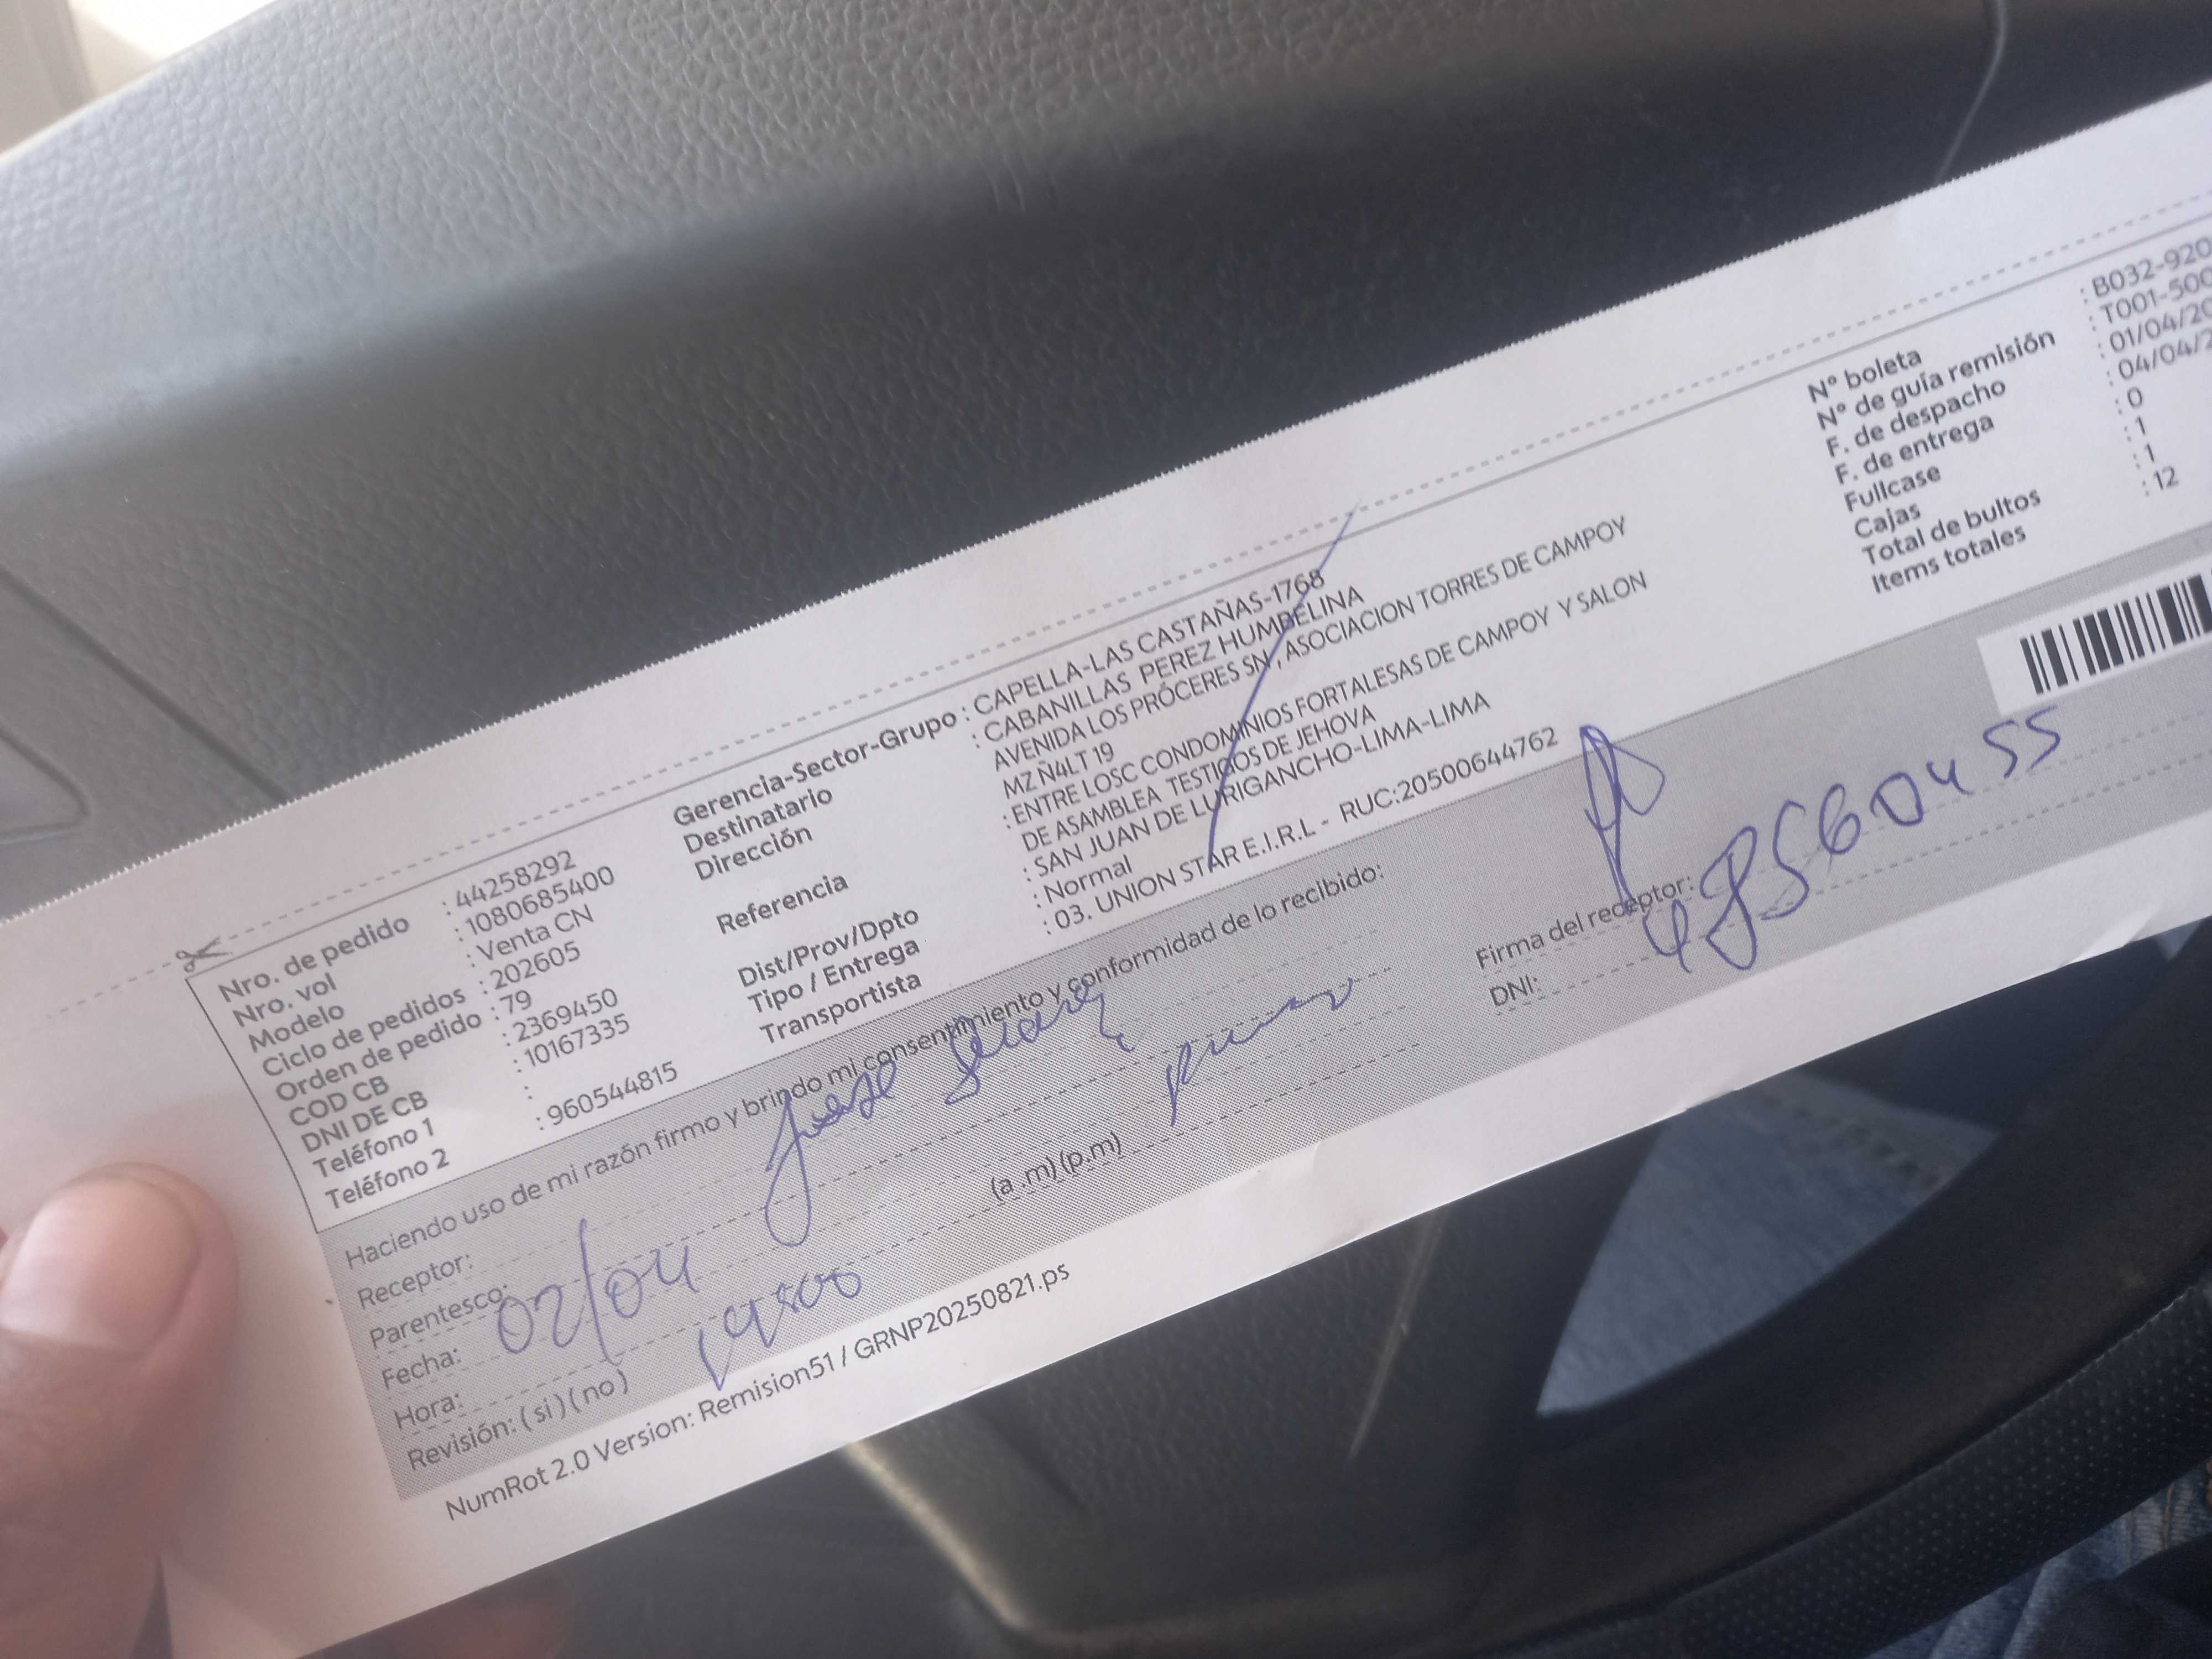 Nro. de pedido : 44258292
Nro. vol : 1080685400
Modelo : Venta CN
Ciclo de pedidos : 202605
Orden de pedido : 79
COD CB : 2369450
DNI DE CB : 10167335
Teléfono 1 :
Teléfono 2 : 960544815
Gerencia-Sector-Grupo : CAPELLA-LAS CASTAÑAS-1768
Destinatario : CABANILLAS PEREZ HUMBELINA
Dirección AVENIDA LOS PRÓCERES SN , ASOCIACION TORRES DE CAMPOY
MZ Ñ4LT 19
Referencia : ENTRE LOSC CONDOMINIOS FORTALESAS DE CAMPOY Y SALON
DE ASAMBLEA TESTIGOS DE JEHOVA
Dist/Prov/Dpto : SAN JUAN DE LURIGANCHO-LIMA-LIMA
Tipo / Entrega : Normal
Transportista : 03. UNION STAR E.I.R.L - RUC:20500644762
N° boleta : B032-920
N° de guía remisión : T001-500
F. de despacho : 01/04/20
F. de entrega : 04/04/2
Fullcase : 0
Cajas : 1
Total de bultos : 1
Items totales : 12
Haciendo uso de mi razón firmo y brindo mi consentimiento y conformidad de lo recibido:
Receptor:
Parentesco:
Fecha: 02/04
Hora: (a .m) (p.m)
Revisión: ( si ) ( no )
Firma del receptor:
DNI:
NumRot 2.0 Version: Remision51 / GRNP20250821.ps